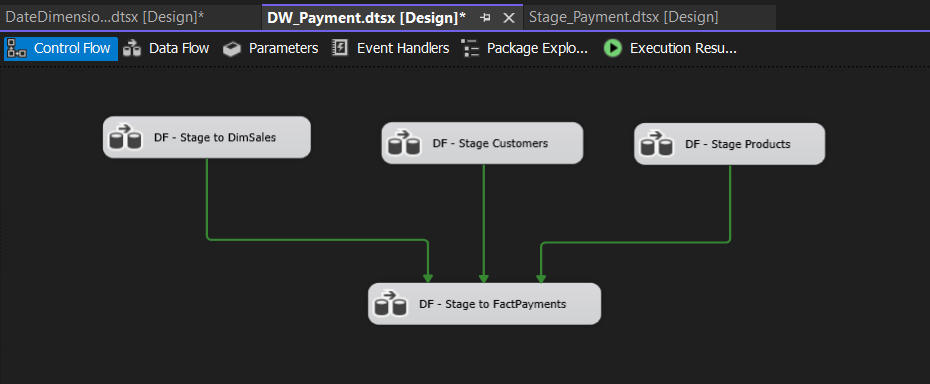 DateDimensio...dtsx [Design]*
DW_Payment.dtsx [Design]*
Stage_Payment.dtsx [Design]
Control Flow
Data Flow
Parameters
Event Handlers
Package Explo...
Execution Resu...
DF - Stage to DimSales
DF - Stage Customers
DF - Stage Products
DF - Stage to FactPayments